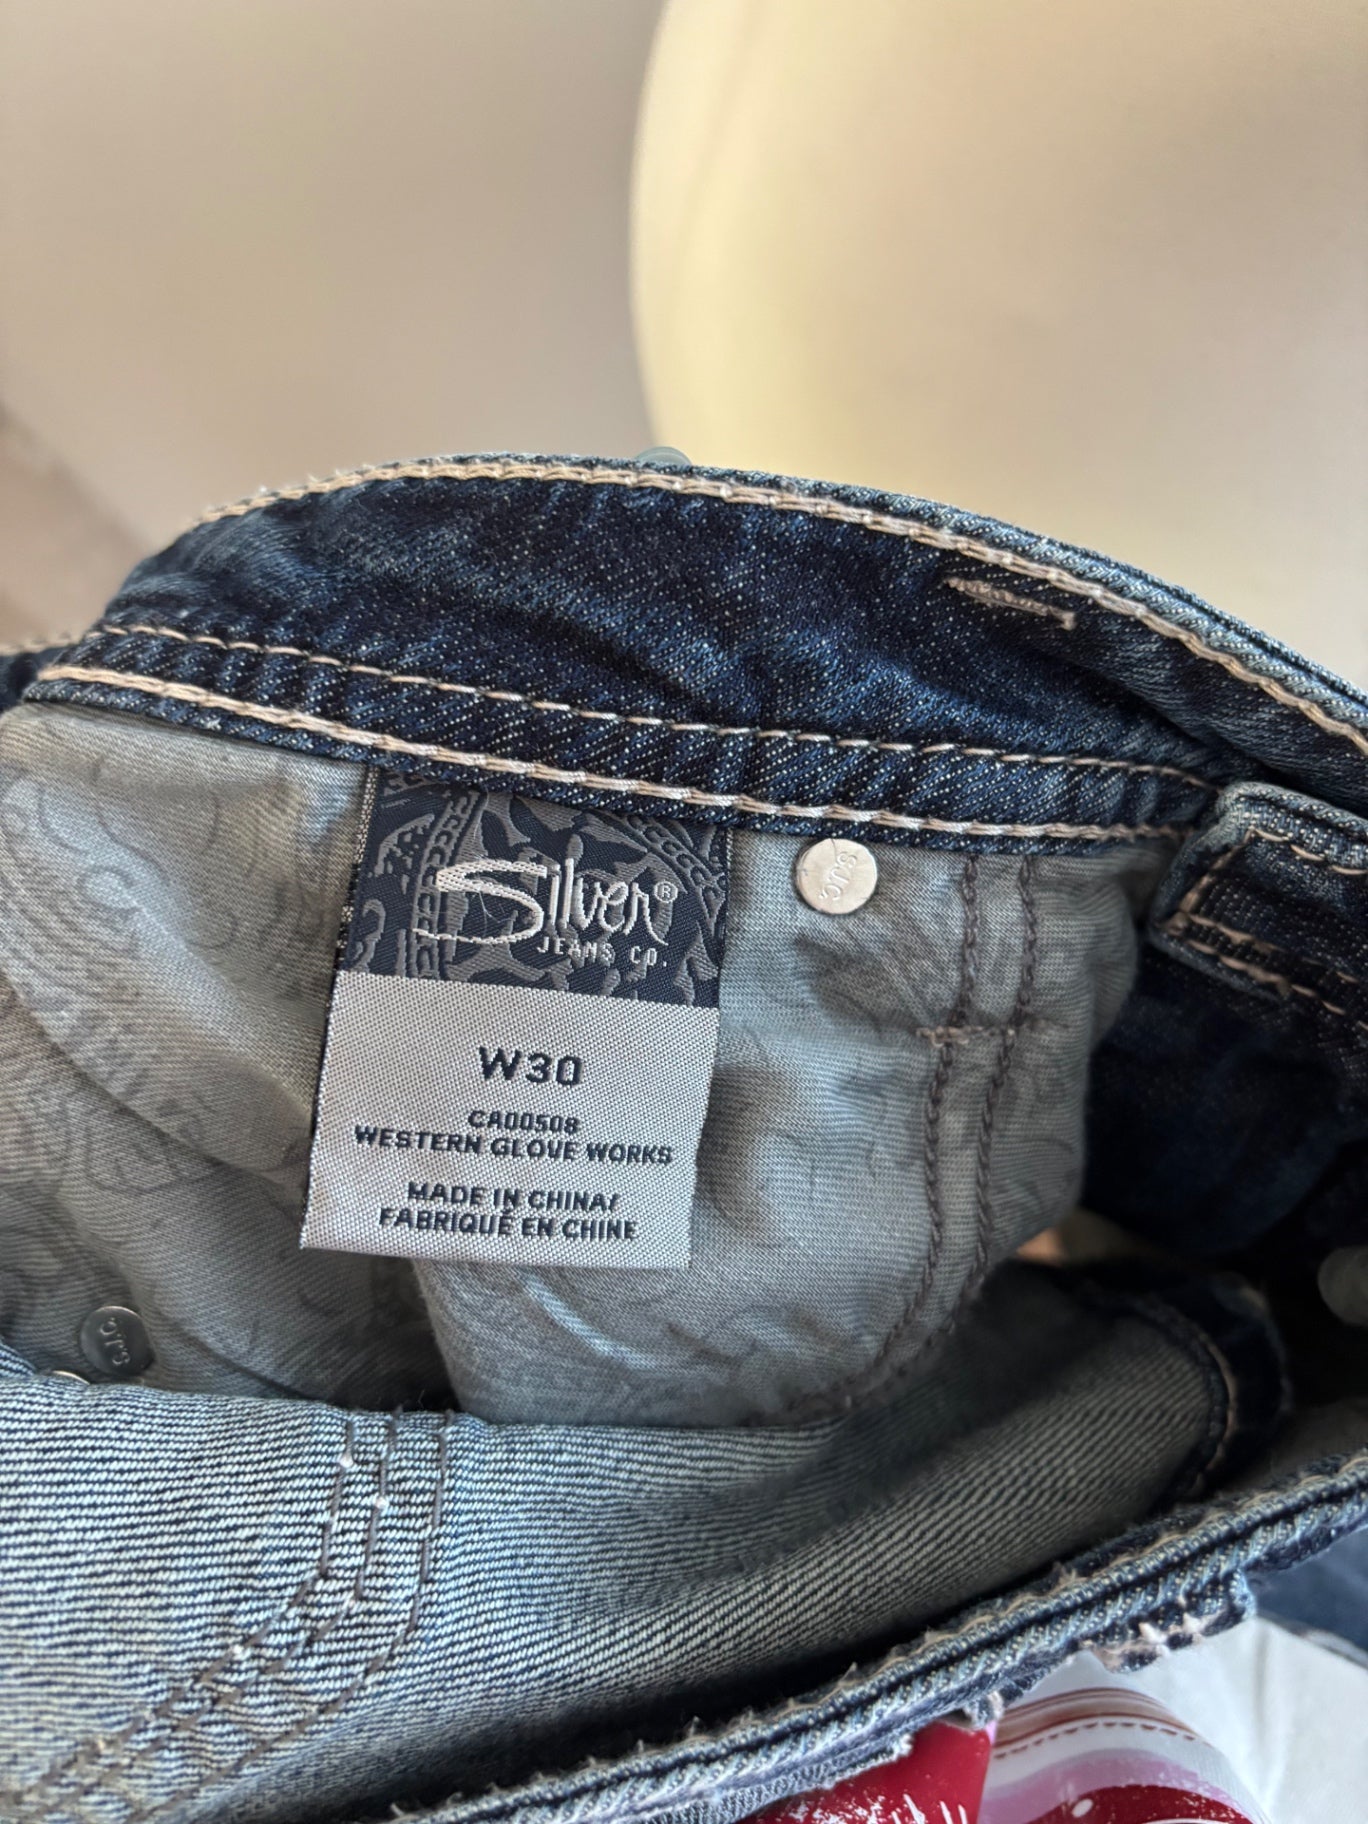 Silver®
JEANS CO.
W30
CA00508
WESTERN GLOVE WORKS
MADE IN CHINA/
FABRIQUÉ EN CHINE
S.J.C.
S.J.C.